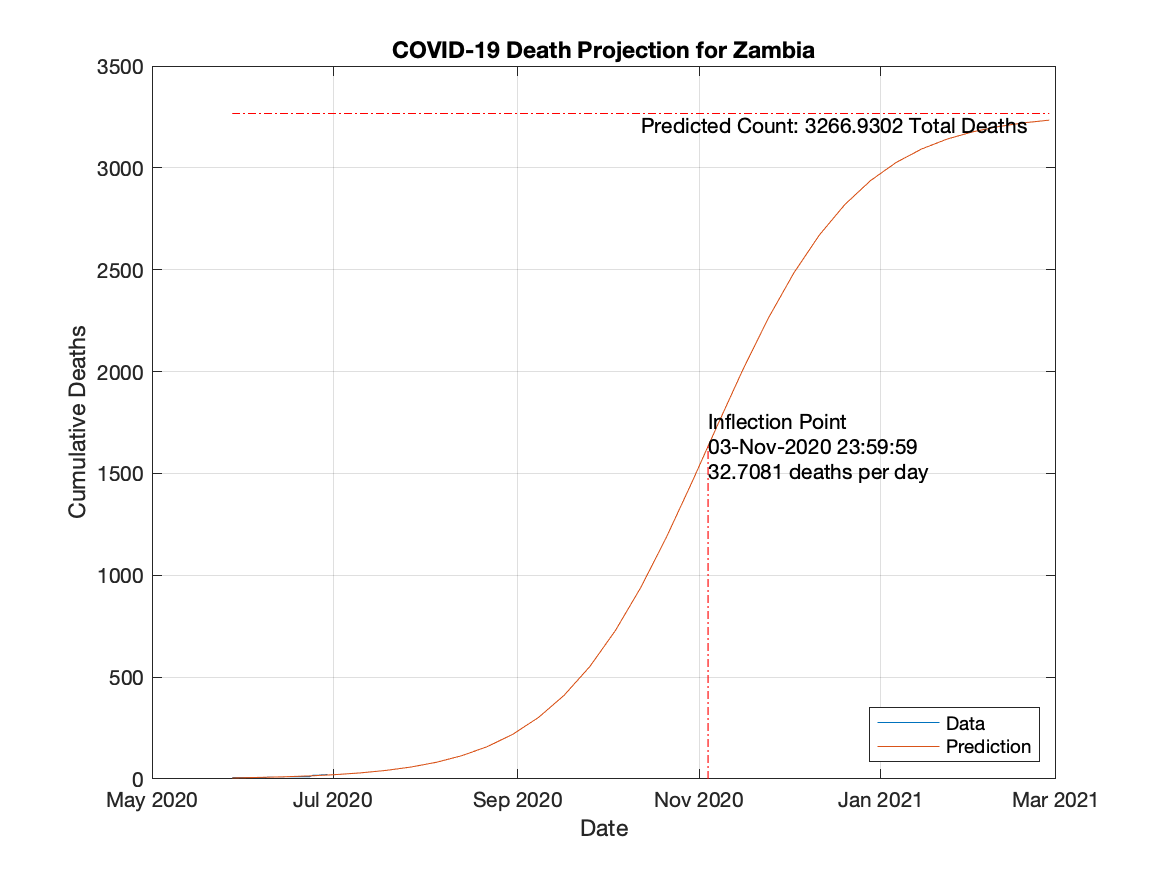 COVID-19 Death Projection for Zambia
3500
3000
2500
2000
1500
1000
500
0
Cumulative Deaths
Predicted Count: 3266.9302 Total Deaths
Inflection Point
03-Nov-2020 23:59:59
32.7081 deaths per day
Data
Prediction
May 2020
Jul 2020
Sep 2020
Nov 2020
Jan 2021
Mar 2021
Date